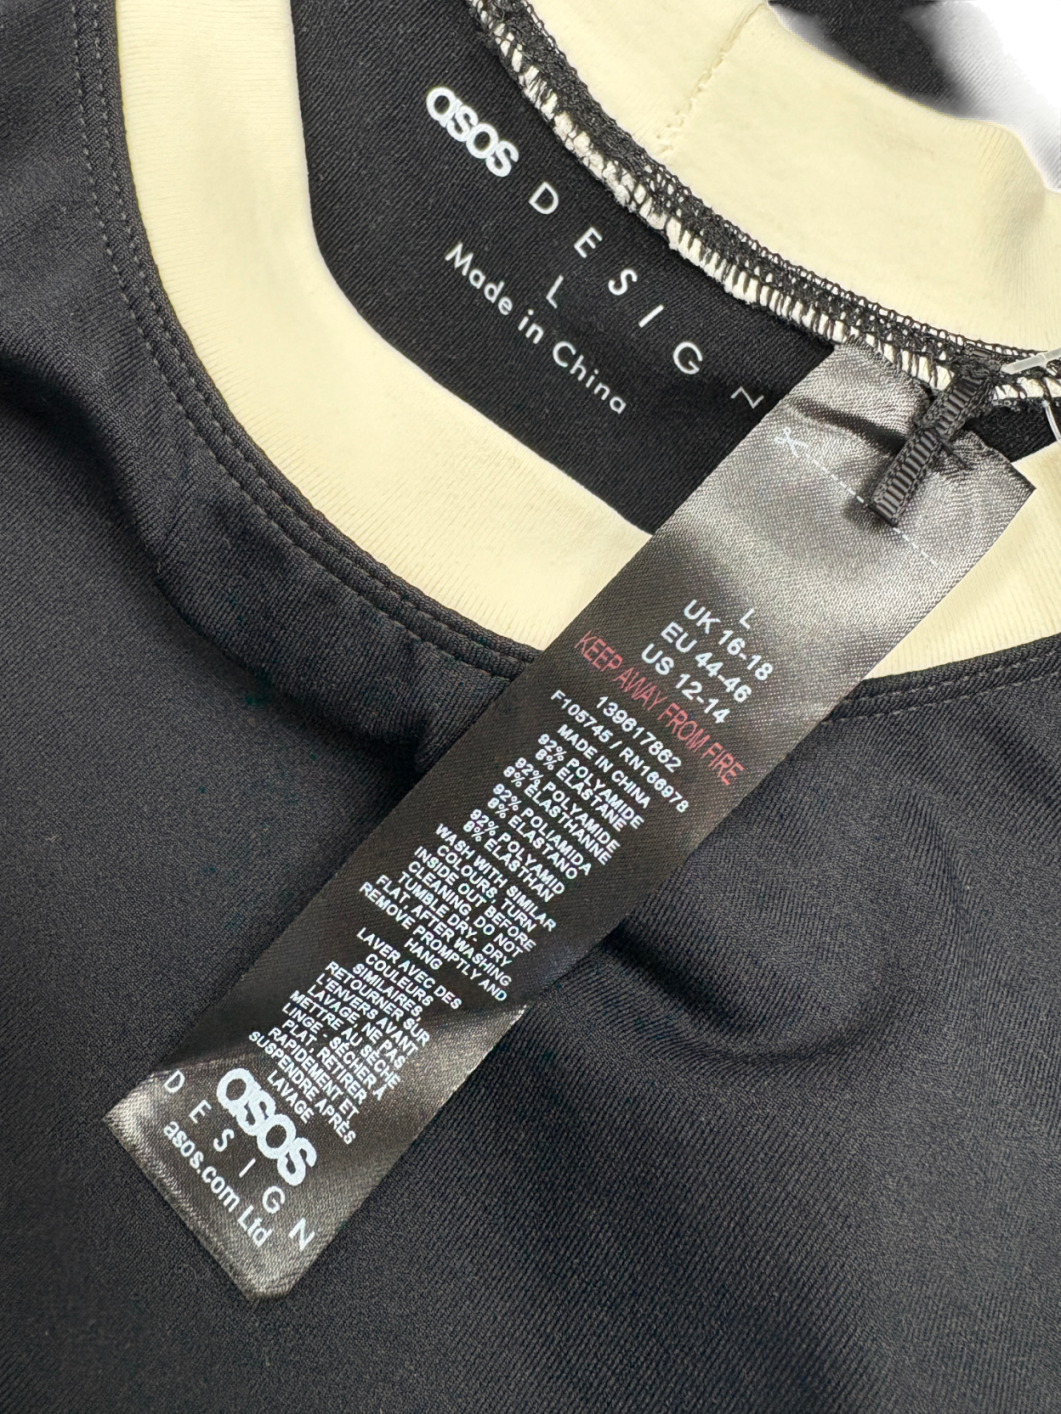 asos DESIGN
L
Made in China
L
UK 16-18
EU 44-46
US 12-14
KEEP AWAY FROM FIRE
139617862
F105745 / RN166978
MADE IN CHINA
92% POLYAMIDE
8% ELASTANE
92% POLYAMIDE
8% ELASTHANNE
92% POLIAMIDA
8% ELASTANO
92% POLYAMID
8% ELASTHAN
WASH WITH SIMILAR
COLOURS, TURN
INSIDE OUT BEFORE
CLEANING, DO NOT
TUMBLE DRY, DRY
FLAT, AFTER WASHING
REMOVE PROMPTLY AND
HANG
LAVER AVEC DES
COULEURS
SIMILAIRES,
RETOURNER SUR
L'ENVERS AVANT
LAVAGE, NE PAS
METTRE AU SÈCHE
LINGE - SÉCHER À
PLAT, RETIRER
RAPIDEMENT ET
SUSPENDRE APRÈS
LAVAGE
asos
DESIGN
asos.com Ltd